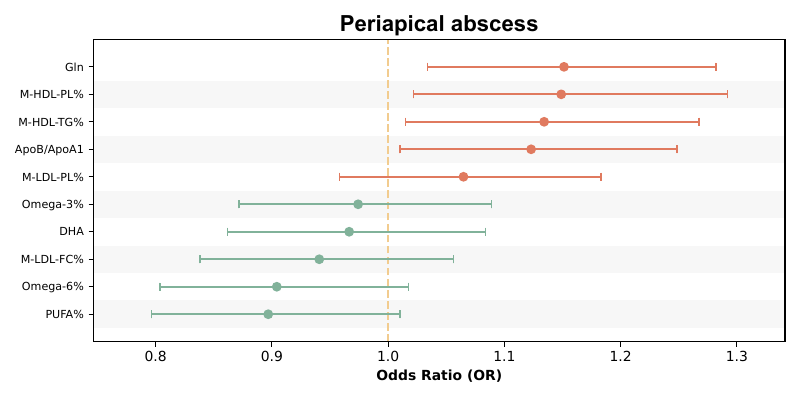 Periapical abscess
Gln
M-HDL-PL%
M-HDL-TG%
ApoB/ApoA1
M-LDL-PL%
Omega-3%
DHA
M-LDL-FC%
Omega-6%
PUFA%
0.8 0.9 1.0 1.1 1.2 1.3
Odds Ratio (OR)